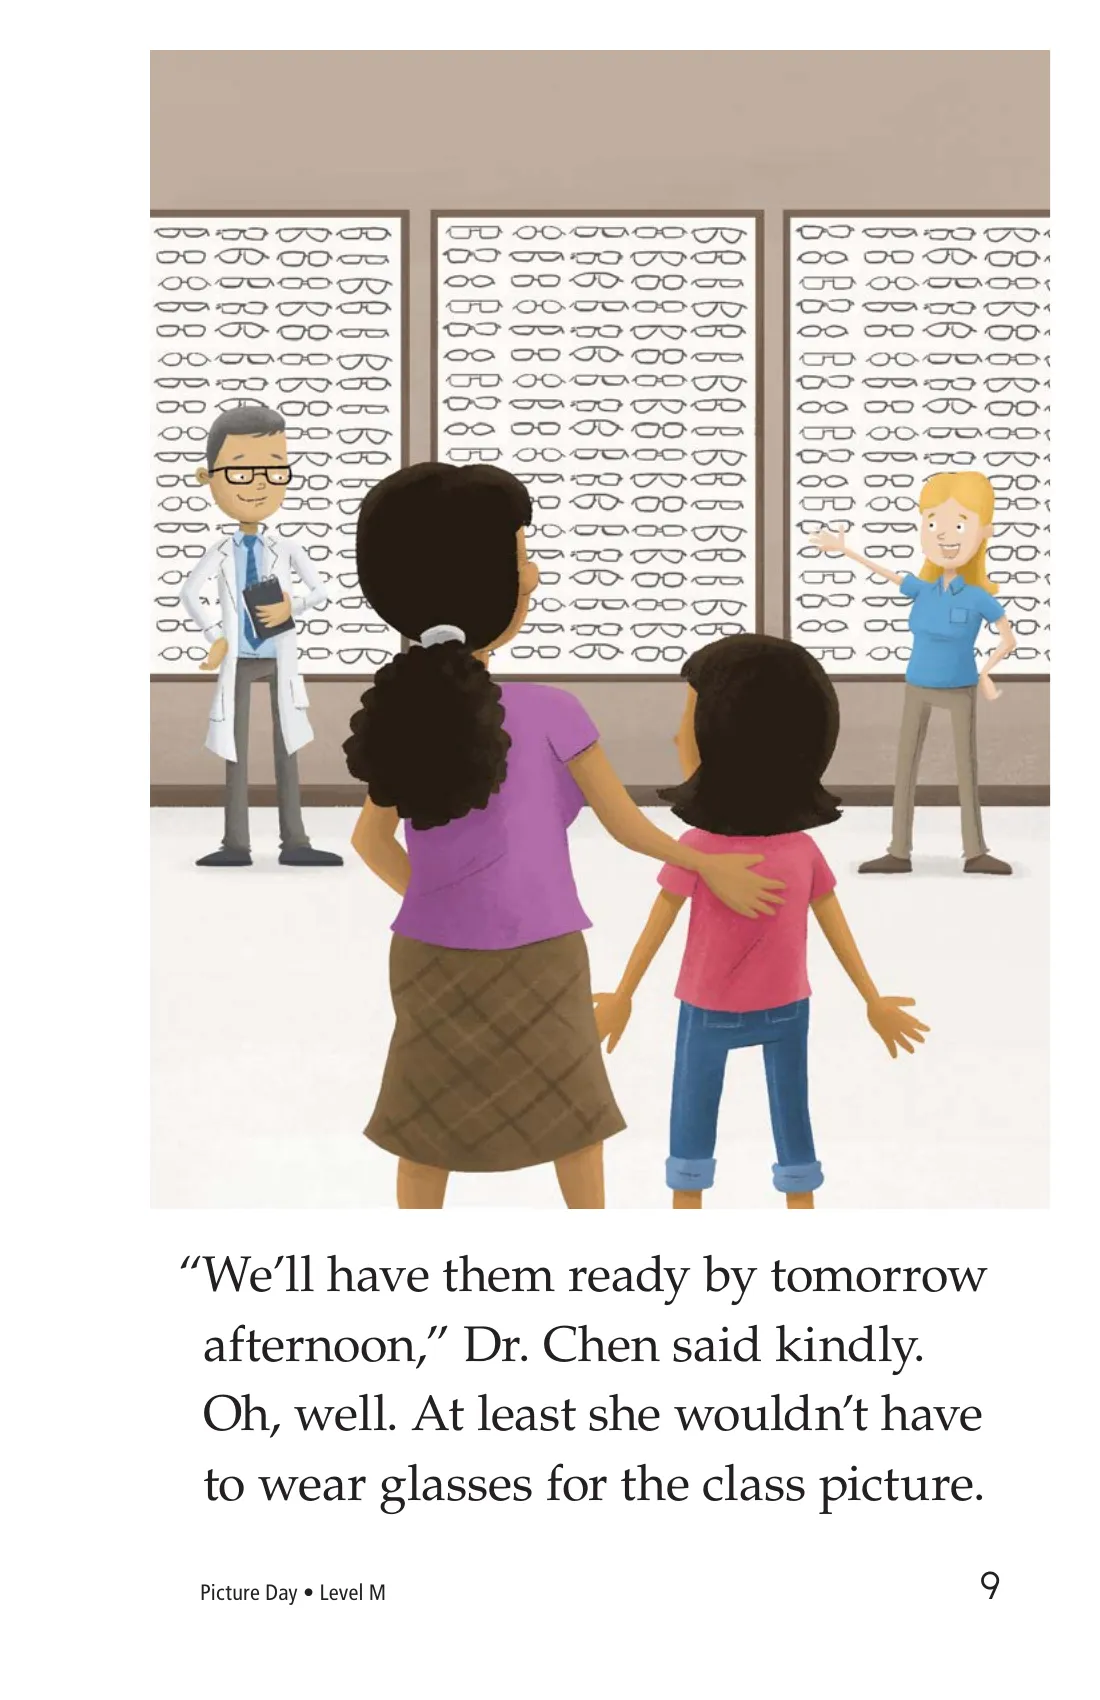 “We’ll have them ready by tomorrow
afternoon,” Dr. Chen said kindly.
Oh, well. At least she wouldn’t have
to wear glasses for the class picture.
Picture Day • Level M
9